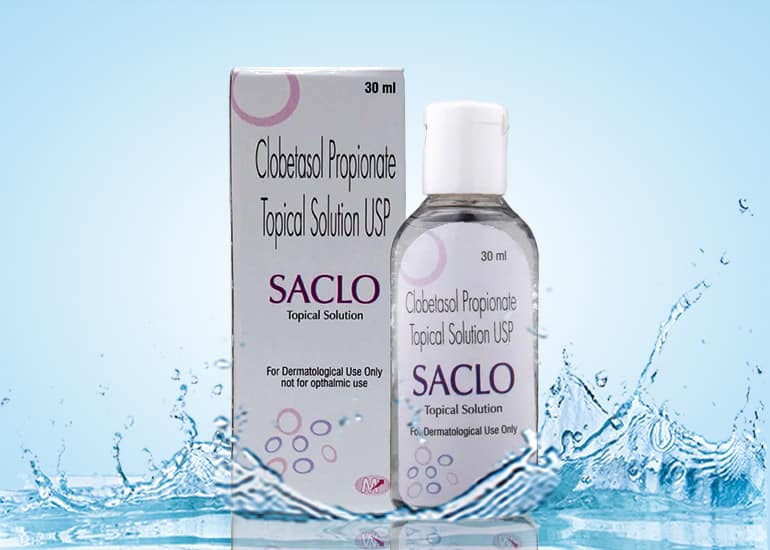 30 ml
Clobetasol Propionate
Topical Solution USP
SACLO
Topical Solution
For Dermatological Use Only
not for opthalmic use
30 ml
Clobetasol Propionate
Topical Solution USP
SACLO
Topical Solution
For Dermatological Use Only